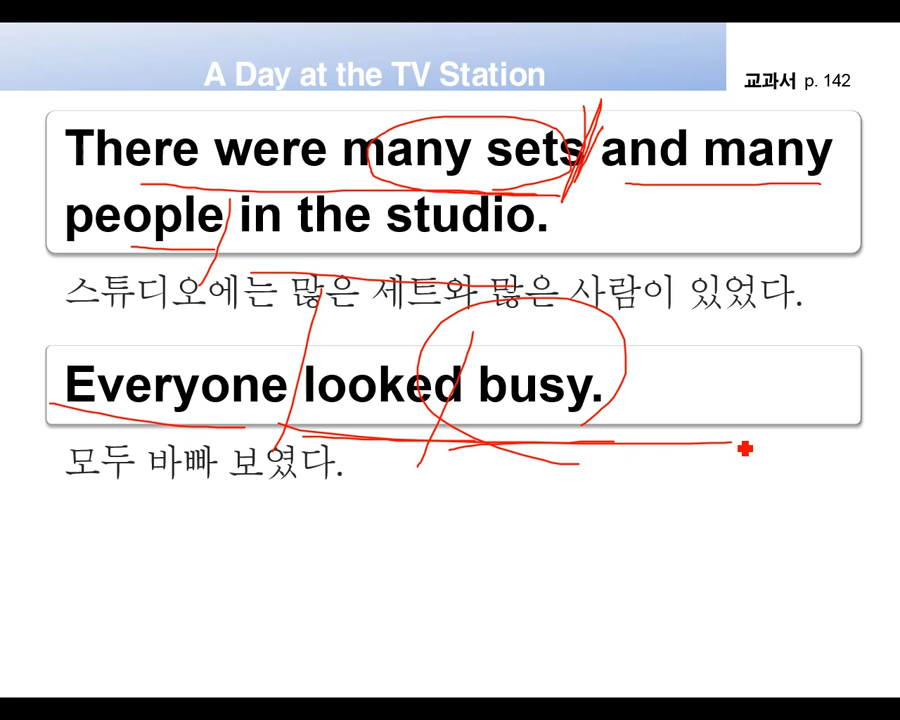 A Day at the TV Station
교과서 p. 142
There were many sets and many
people in the studio.
스튜디오에는 많은 세트와 많은 사람이 있었다.
Everyone looked busy.
모두 바빠 보였다.